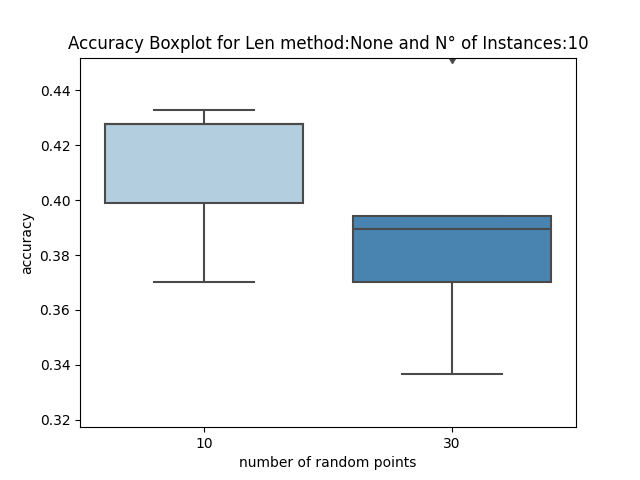 Accuracy Boxplot for Len method:None and N° of Instances:10
0.44
0.42
0.40
0.38
0.36
0.34
0.32
accuracy
10 30
number of random points